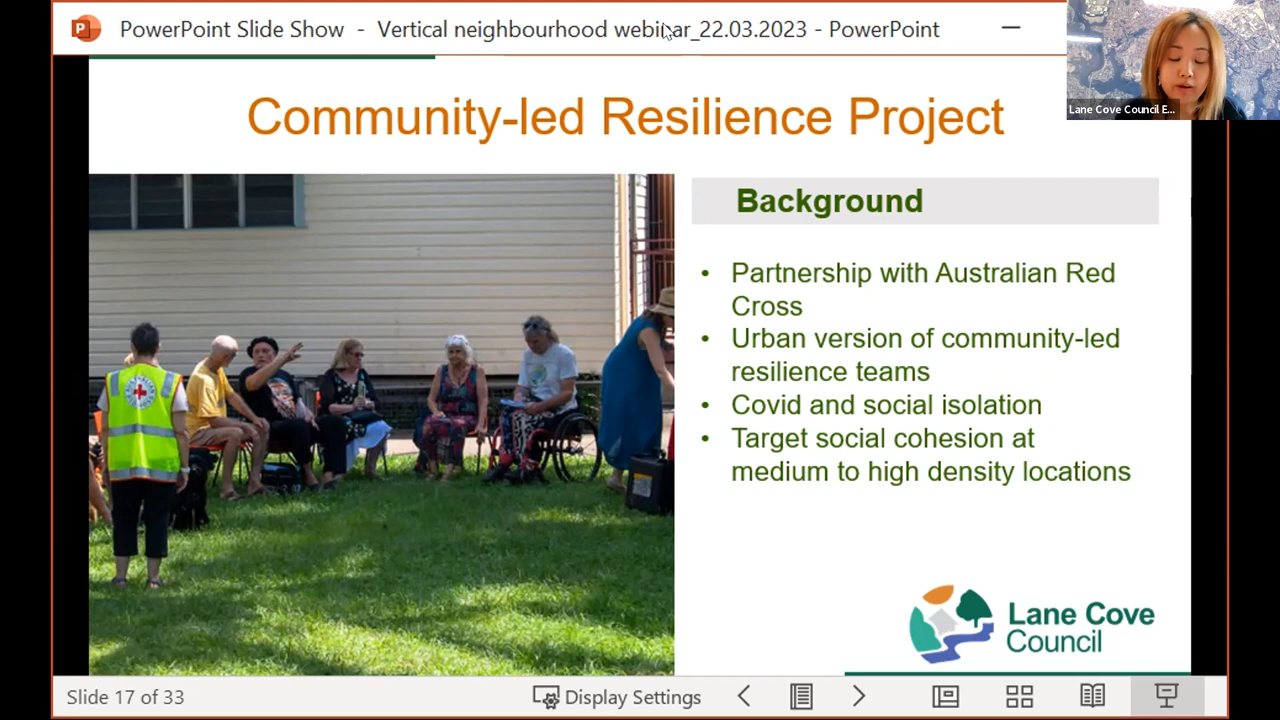 PowerPoint Slide Show - Vertical neighbourhood webinar_22.03.2023 - PowerPoint
Lane Cove Council E...
Community-led Resilience Project
Background
• Partnership with Australian Red
Cross
• Urban version of community-led
resilience teams
• Covid and social isolation
• Target social cohesion at
medium to high density locations
Lane Cove
Council
Slide 17 of 33
Display Settings